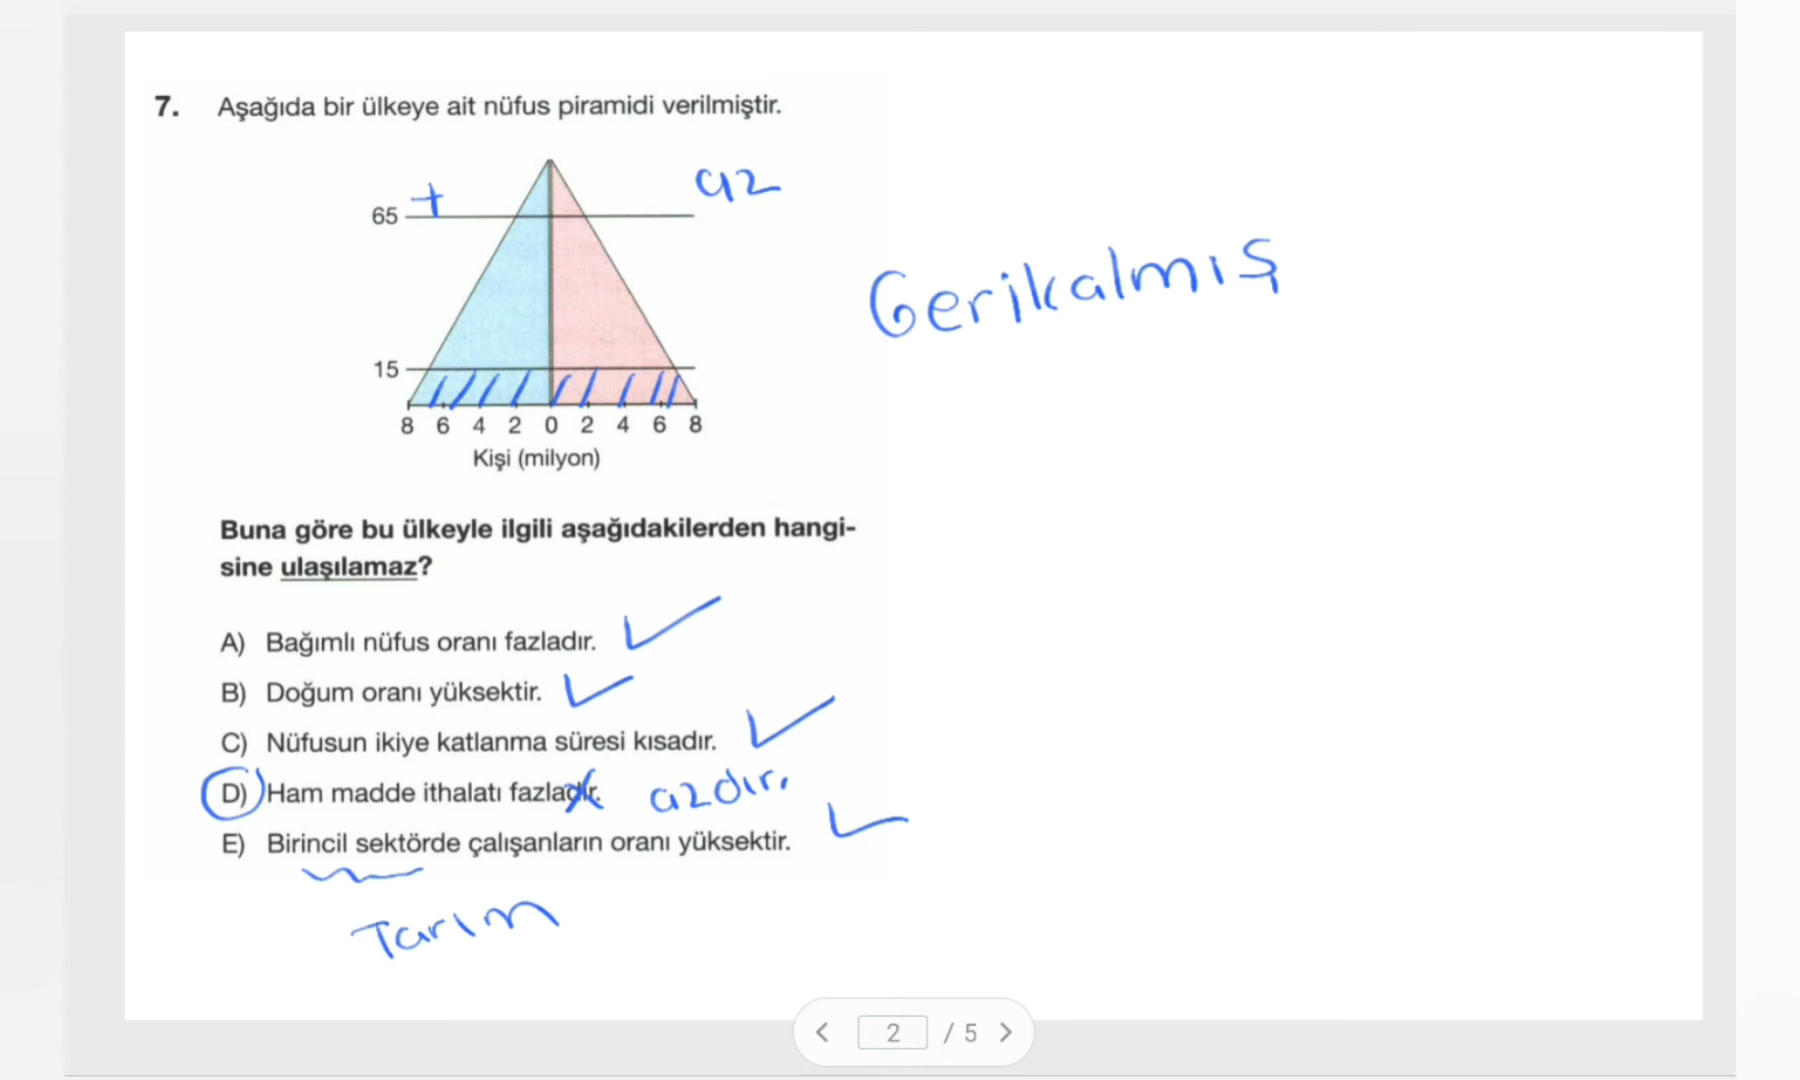 7. Aşağıda bir ülkeye ait nüfus piramidi verilmiştir.
az
65 +
Gerikalmış
15
8 6 4 2 0 2 4 6 8
Kişi (milyon)
Buna göre bu ülkeyle ilgili aşağıdakilerden hangi-
sine ulaşılamaz?
A) Bağımlı nüfus oranı fazladır.
B) Doğum oranı yüksektir.
C) Nüfusun ikiye katlanma süresi kısadır.
D) Ham madde ithalatı fazladır. azdır.
E) Birincil sektörde çalışanların oranı yüksektir.
Tarım
2 / 5